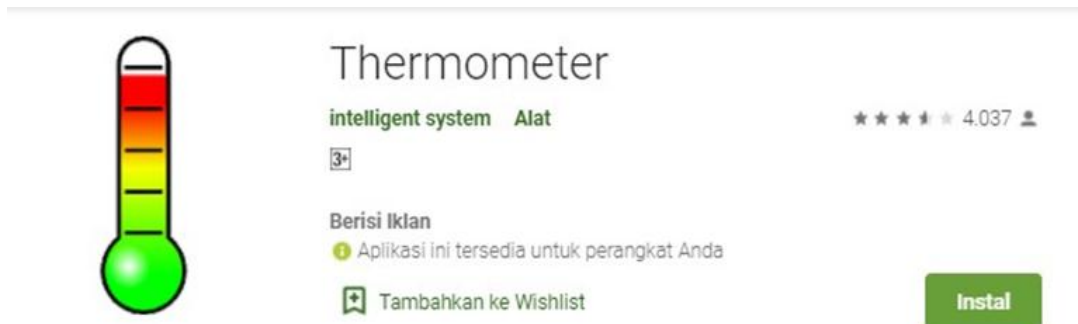 Thermometer
intelligent system Alat
4.037
3+
Berisi Iklan
Aplikasi ini tersedia untuk perangkat Anda
Tambahkan ke Wishlist
Instal